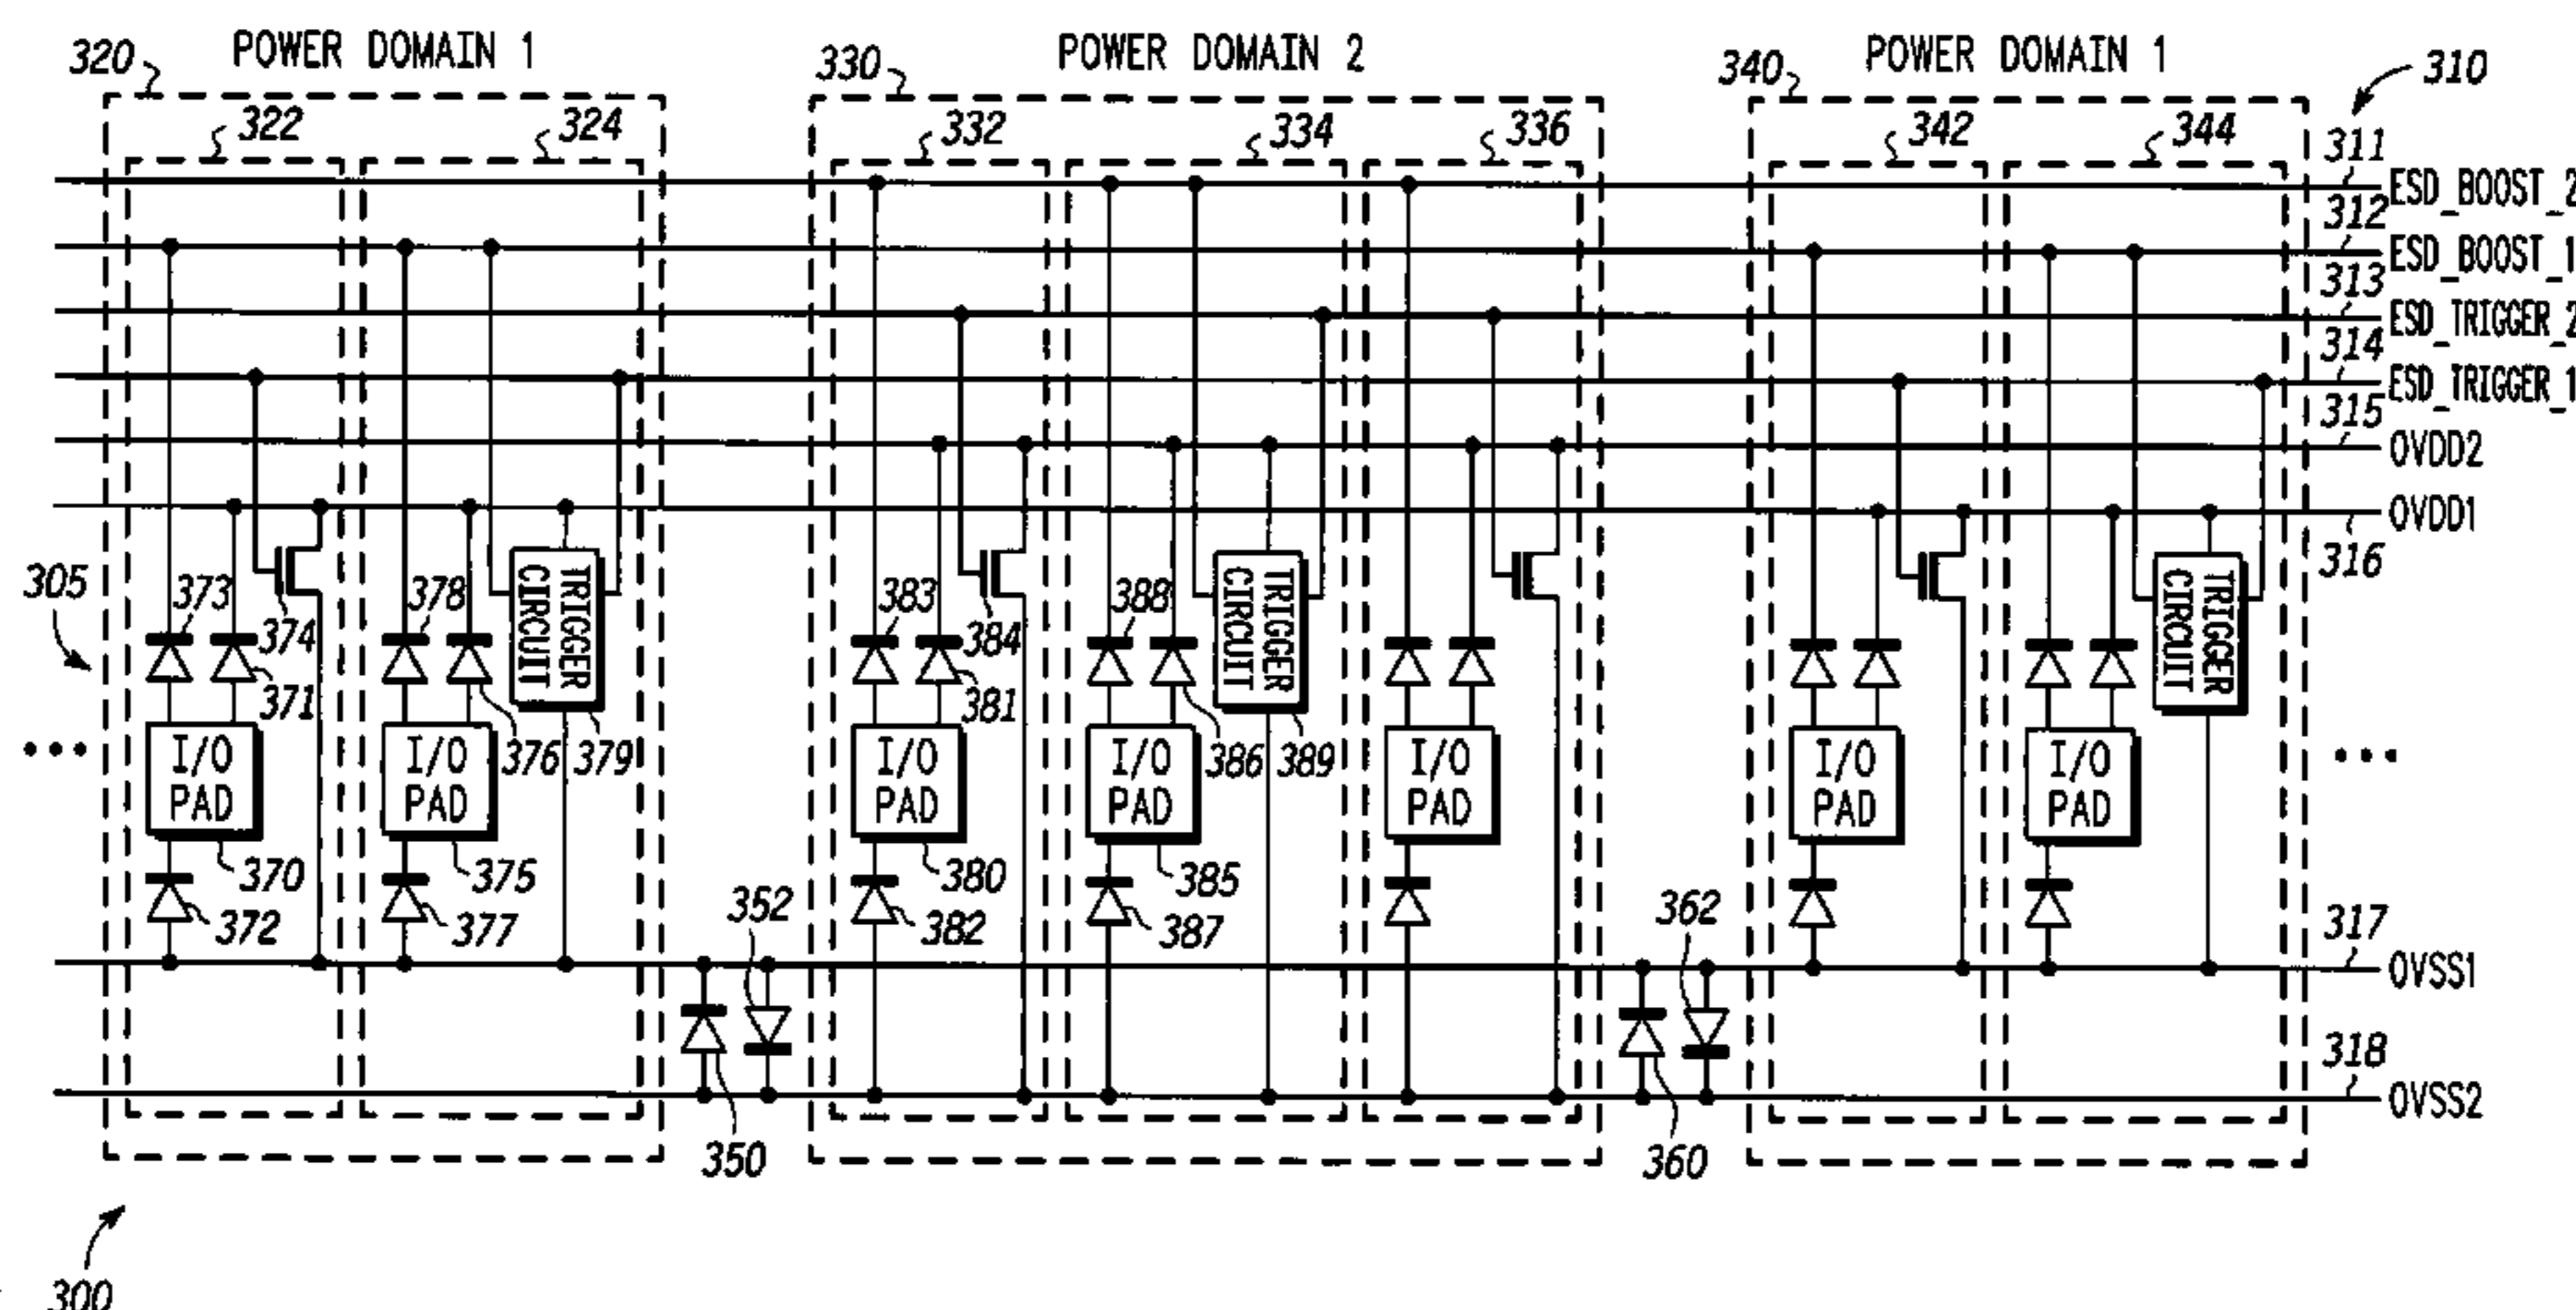 POWER DOMAIN 1
POWER DOMAIN 2
POWER DOMAIN 1
320
330
340
310
322
324
332
334
336
342
344
311
ESD_BOOST_2
312
ESD_BOOST_1
313
ESD_TRIGGER_2
314
ESD_TRIGGER_1
315
OVDD2
OVDD1
316
305
373
374
371
378
376
379
TRIGGER
CIRCUIT
383
384
381
388
386
389
TRIGGER
CIRCUIT
TRIGGER
CIRCUIT
I/O
PAD
I/O
PAD
I/O
PAD
I/O
PAD
I/O
PAD
I/O
PAD
I/O
PAD
370
375
380
385
372
377
352
382
387
362
317
OVSS1
318
OVSS2
350
360
300